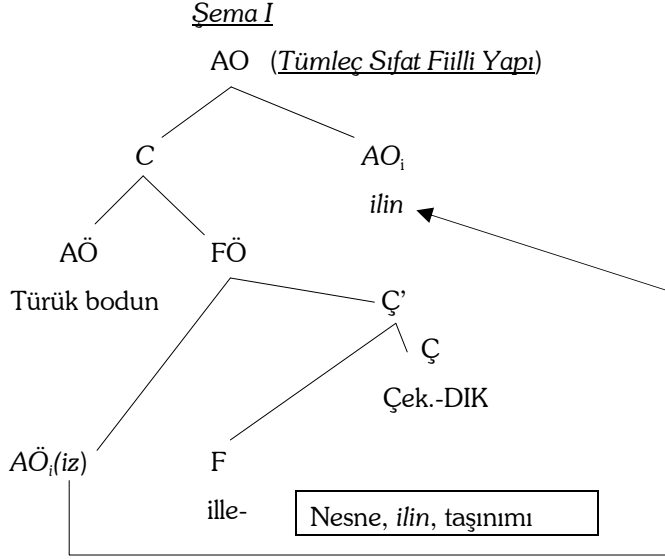 Şema I
AO (Tümleç Sıfat Fiilli Yapı)
C AOi
ilin
AÖ FÖ
Türük bodun
Ç’
Ç
Çek.-DIK
AÖi(iz) F
ille-
Nesne, ilin, taşınımı